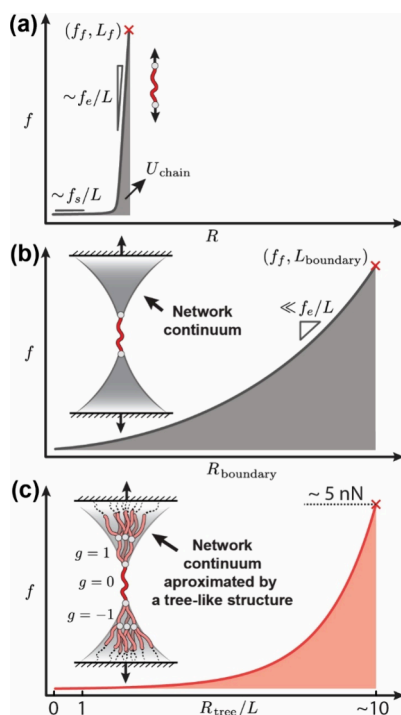 (a)
(f_f, L_f)
~f_e/L
f
U_chain
~f_s/L
R
(b)
(f_f, L_boundary)
Network
continuum
≪ f_e/L
f
R_boundary
(c)
~ 5 nN
g = 1
Network
continuum
g = 0
aproximated by
a tree-like structure
f
g = −1
0 1 R_tree/L ~10